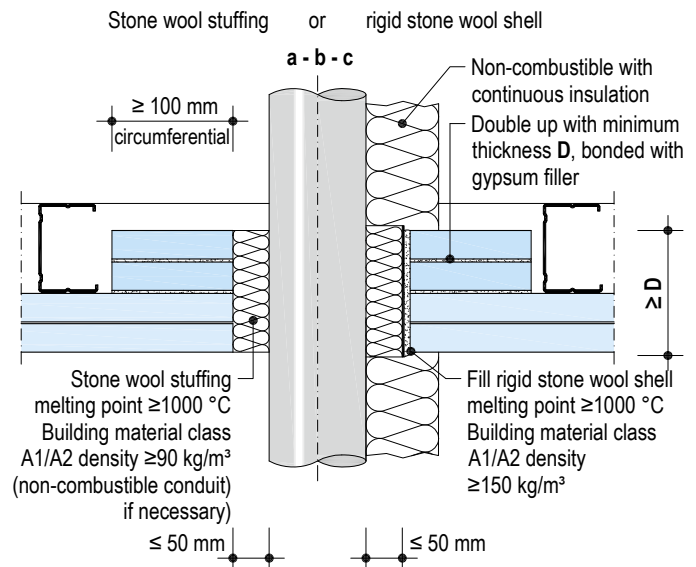 Stone wool stuffing or rigid stone wool shell
a - b - c
≥ 100 mm
circumferential
Non-combustible with
continuous insulation
Double up with minimum
thickness D, bonded with
gypsum filler
≥ D
Stone wool stuffing
melting point ≥1000 °C
Building material class
A1/A2 density ≥90 kg/m³
(non-combustible conduit)
if necessary)
Fill rigid stone wool shell
melting point ≥1000 °C
Building material class
A1/A2 density
≥150 kg/m³
≤ 50 mm
≤ 50 mm